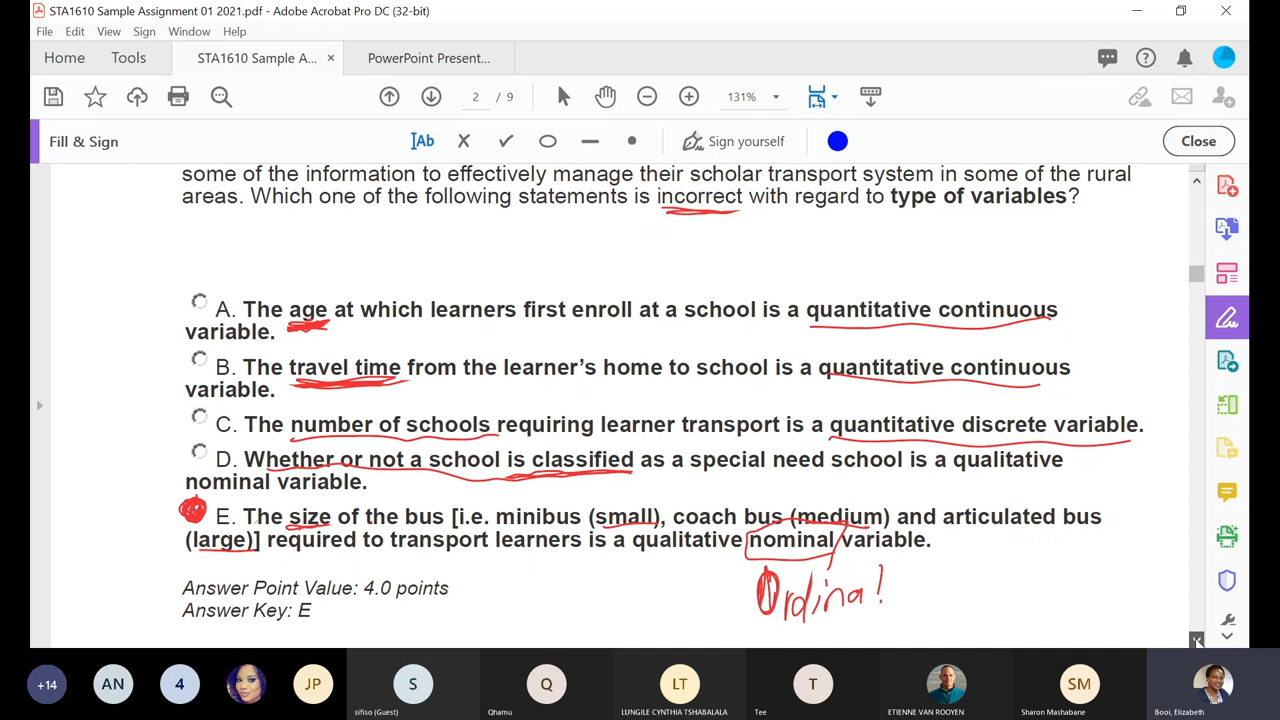 STA1610 Sample Assignment 01 2021.pdf - Adobe Acrobat Pro DC (32-bit)
File Edit View Sign Window Help
Home Tools STA1610 Sample A... × PowerPoint Present...
2 / 9 131%
Fill & Sign Ab Sign yourself Close
some of the information to effectively manage their scholar transport system in some of the rural
areas. Which one of the following statements is incorrect with regard to type of variables?
A. The age at which learners first enroll at a school is a quantitative continuous
variable.
B. The travel time from the learner's home to school is a quantitative continuous
variable.
C. The number of schools requiring learner transport is a quantitative discrete variable.
D. Whether or not a school is classified as a special need school is a qualitative
nominal variable.
E. The size of the bus [i.e. minibus (small), coach bus (medium) and articulated bus
(large)] required to transport learners is a qualitative nominal variable.
Ordinal
Answer Point Value: 4.0 points
Answer Key: E
+14 AN 4 JP S Q LT T SM
sifiso (Guest) Qhamu LUNGILE CYNTHIA TSHABALALA Tee ETIENNE VAN ROOYEN Sharon Mashabane Booi, Elizabeth